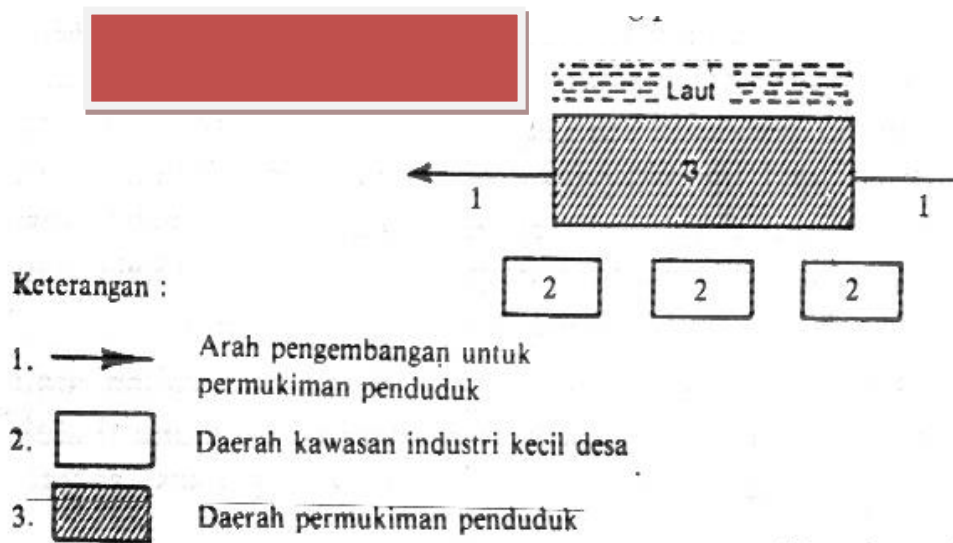 Laut
3
1
1
2
2
2
Keterangan :
1.
Arah pengembangan untuk
permukiman penduduk
2.
Daerah kawasan industri kecil desa
3.
Daerah permukiman penduduk